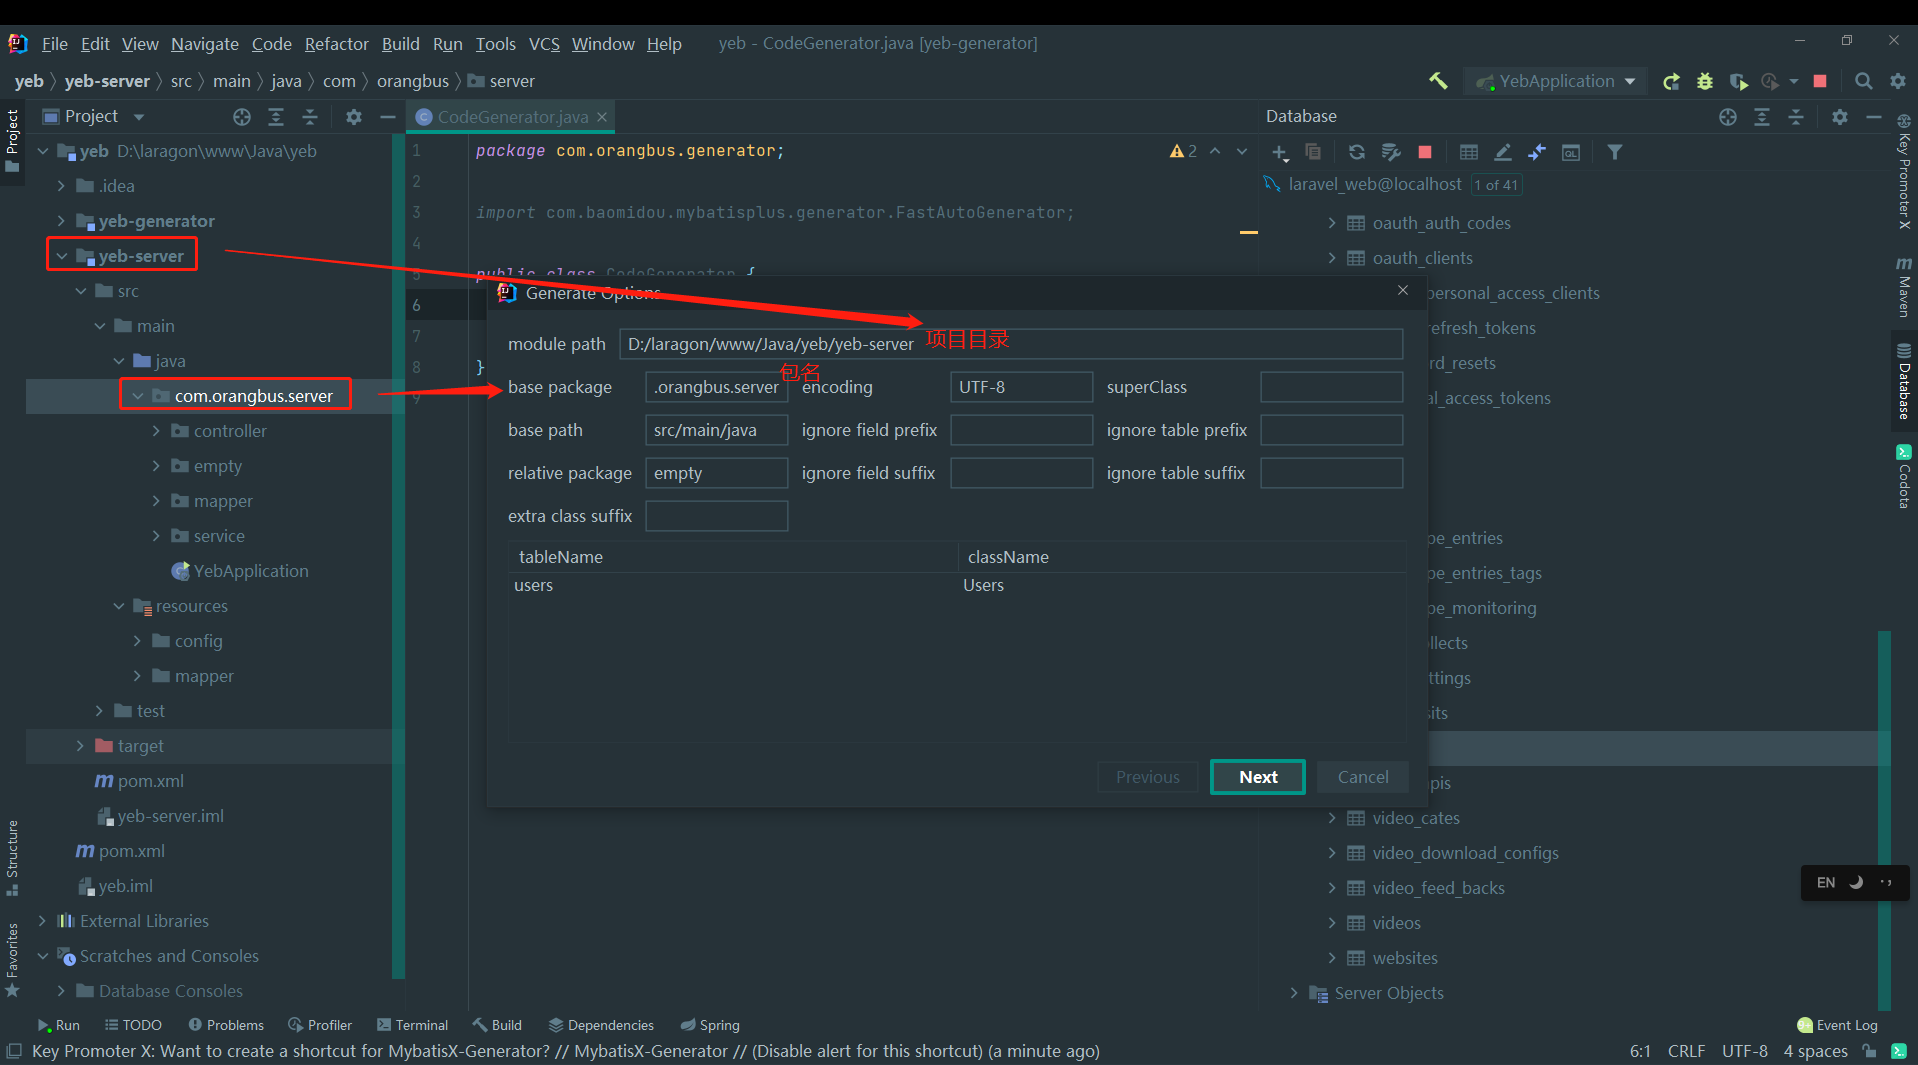 File Edit View Navigate Code Refactor Build Run Tools VCS Window Help yeb - CodeGenerator.java [yeb-generator]
yeb yeb-server src main java com orangbus server
YebApplication
Project
CodeGenerator.java
Database
Project
yeb D:\laragon\www\Java\yeb
.idea
yeb-generator
yeb-server
src
main
java
com.orangbus.server
controller
empty
mapper
service
YebApplication
resources
config
mapper
test
target
pom.xml
yeb-server.iml
pom.xml
yeb.iml
External Libraries
Scratches and Consoles
Database Consoles
Structure
Favorites
1 package com.orangbus.generator;
2
3 import com.baomidou.mybatisplus.generator.FastAutoGenerator;
4
5 public class CodeGenerator {
6
7
8 }
9
2
Generate Options
module path D:/laragon/www/Java/yeb/yeb-server
项目目录
包名
base package .orangbus.server encoding UTF-8 superClass
base path src/main/java ignore field prefix ignore table prefix
relative package empty ignore field suffix ignore table suffix
extra class suffix
tableName className
users Users
Previous Next Cancel
laravel_web@localhost 1 of 41
oauth_auth_codes
oauth_clients
personal_access_clients
refresh_tokens
rd_resets
al_access_tokens
pe_entries
pe_entries_tags
pe_monitoring
llects
ttings
sits
pis
video_cates
video_download_configs
video_feed_backs
videos
websites
Server Objects
Key Promoter X
m Maven
Database
Codota
EN
Run TODO Problems Profiler Terminal Build Dependencies Spring
9+ Event Log
Key Promoter X: Want to create a shortcut for MybatisX-Generator? // MybatisX-Generator // (Disable alert for this shortcut) (a minute ago)
6:1 CRLF UTF-8 4 spaces